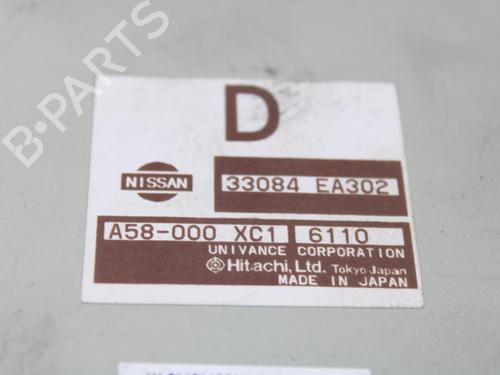 B·PARTS
D
NISSAN
33084 EA302
A58-000 XC1 6110
UNIVANCE CORPORATION
Hitachi, Ltd. Tokyo Japan
MADE IN JAPAN